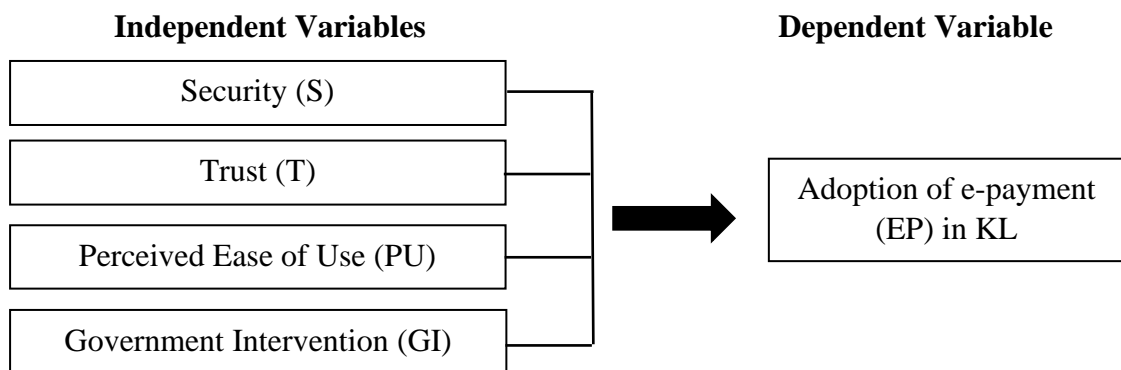 Independent Variables
Dependent Variable
Security (S)
Trust (T)
Perceived Ease of Use (PU)
Government Intervention (GI)
Adoption of e-payment
(EP) in KL